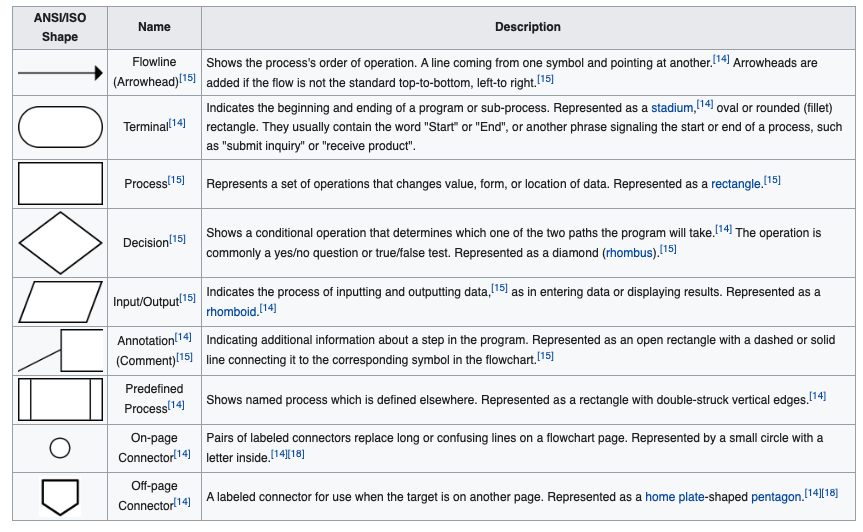 ANSI/ISO
Shape
Name
Description
Flowline
(Arrowhead)[15]
Shows the process's order of operation. A line coming from one symbol and pointing at another.[14] Arrowheads are
added if the flow is not the standard top-to-bottom, left-to right.[15]
Terminal[14]
Indicates the beginning and ending of a program or sub-process. Represented as a stadium,[14] oval or rounded (fillet)
rectangle. They usually contain the word "Start" or "End", or another phrase signaling the start or end of a process, such
as "submit inquiry" or "receive product".
Process[15]
Represents a set of operations that changes value, form, or location of data. Represented as a rectangle.[15]
Decision[15]
Shows a conditional operation that determines which one of the two paths the program will take.[14] The operation is
commonly a yes/no question or true/false test. Represented as a diamond (rhombus).[15]
Input/Output[15]
Indicates the process of inputting and outputting data,[15] as in entering data or displaying results. Represented as a
rhomboid.[14]
Annotation[14]
(Comment)[15]
Indicating additional information about a step in the program. Represented as an open rectangle with a dashed or solid
line connecting it to the corresponding symbol in the flowchart.[15]
Predefined
Process[14]
Shows named process which is defined elsewhere. Represented as a rectangle with double-struck vertical edges.[14]
On-page
Connector[14]
Pairs of labeled connectors replace long or confusing lines on a flowchart page. Represented by a small circle with a
letter inside.[14][18]
Off-page
Connector[14]
A labeled connector for use when the target is on another page. Represented as a home plate-shaped pentagon.[14][18]